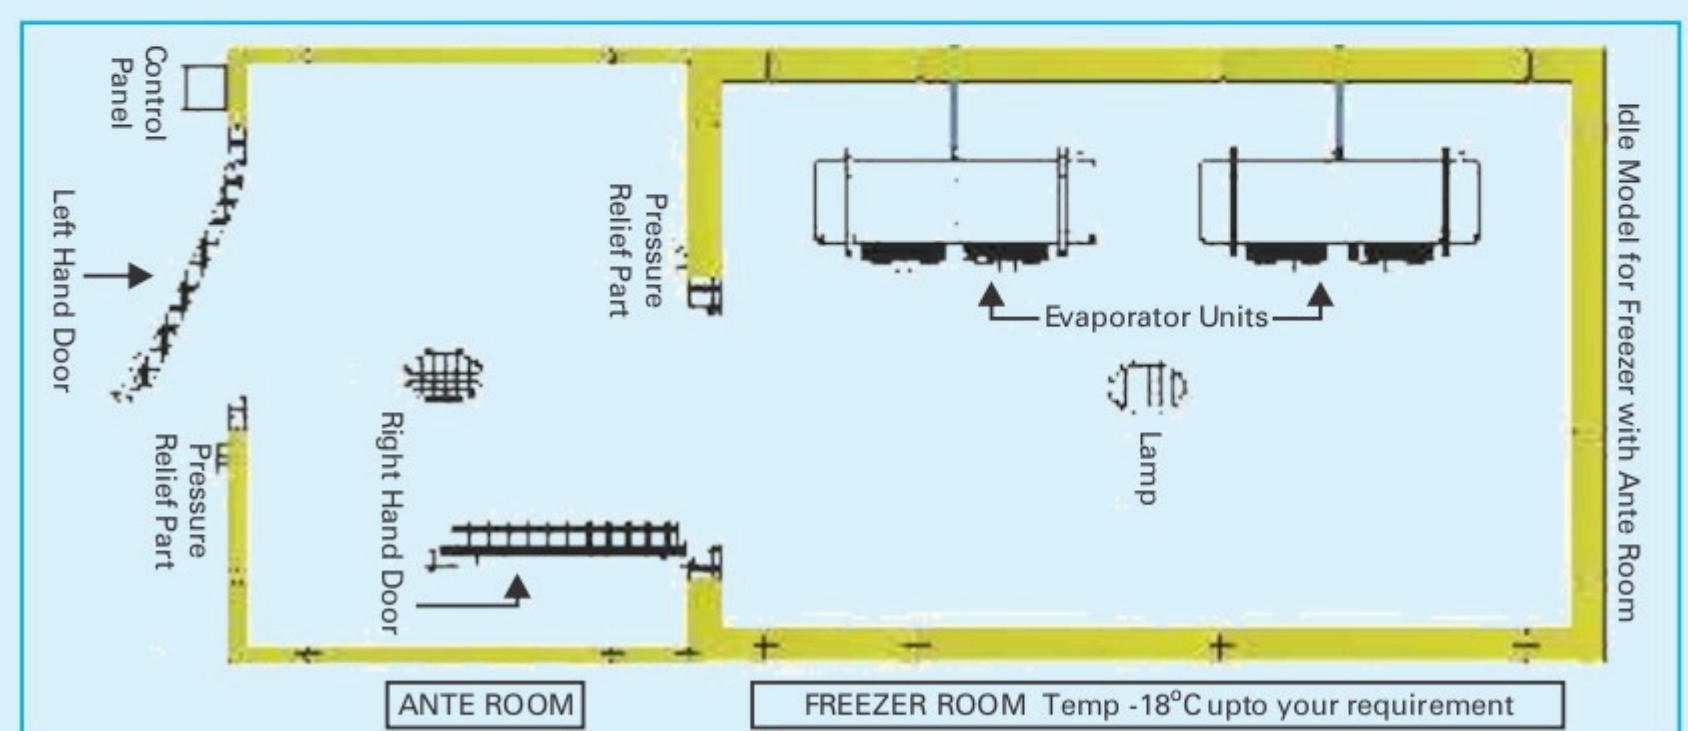 Control
Panel
Left Hand Door
Pressure
Relief Part
Pressure
Relief Part
Right Hand Door
Evaporator Units
Lamp
Idle Model for Freezer with Ante Room
ANTE ROOM
FREEZER ROOM Temp -18°C upto your requirement